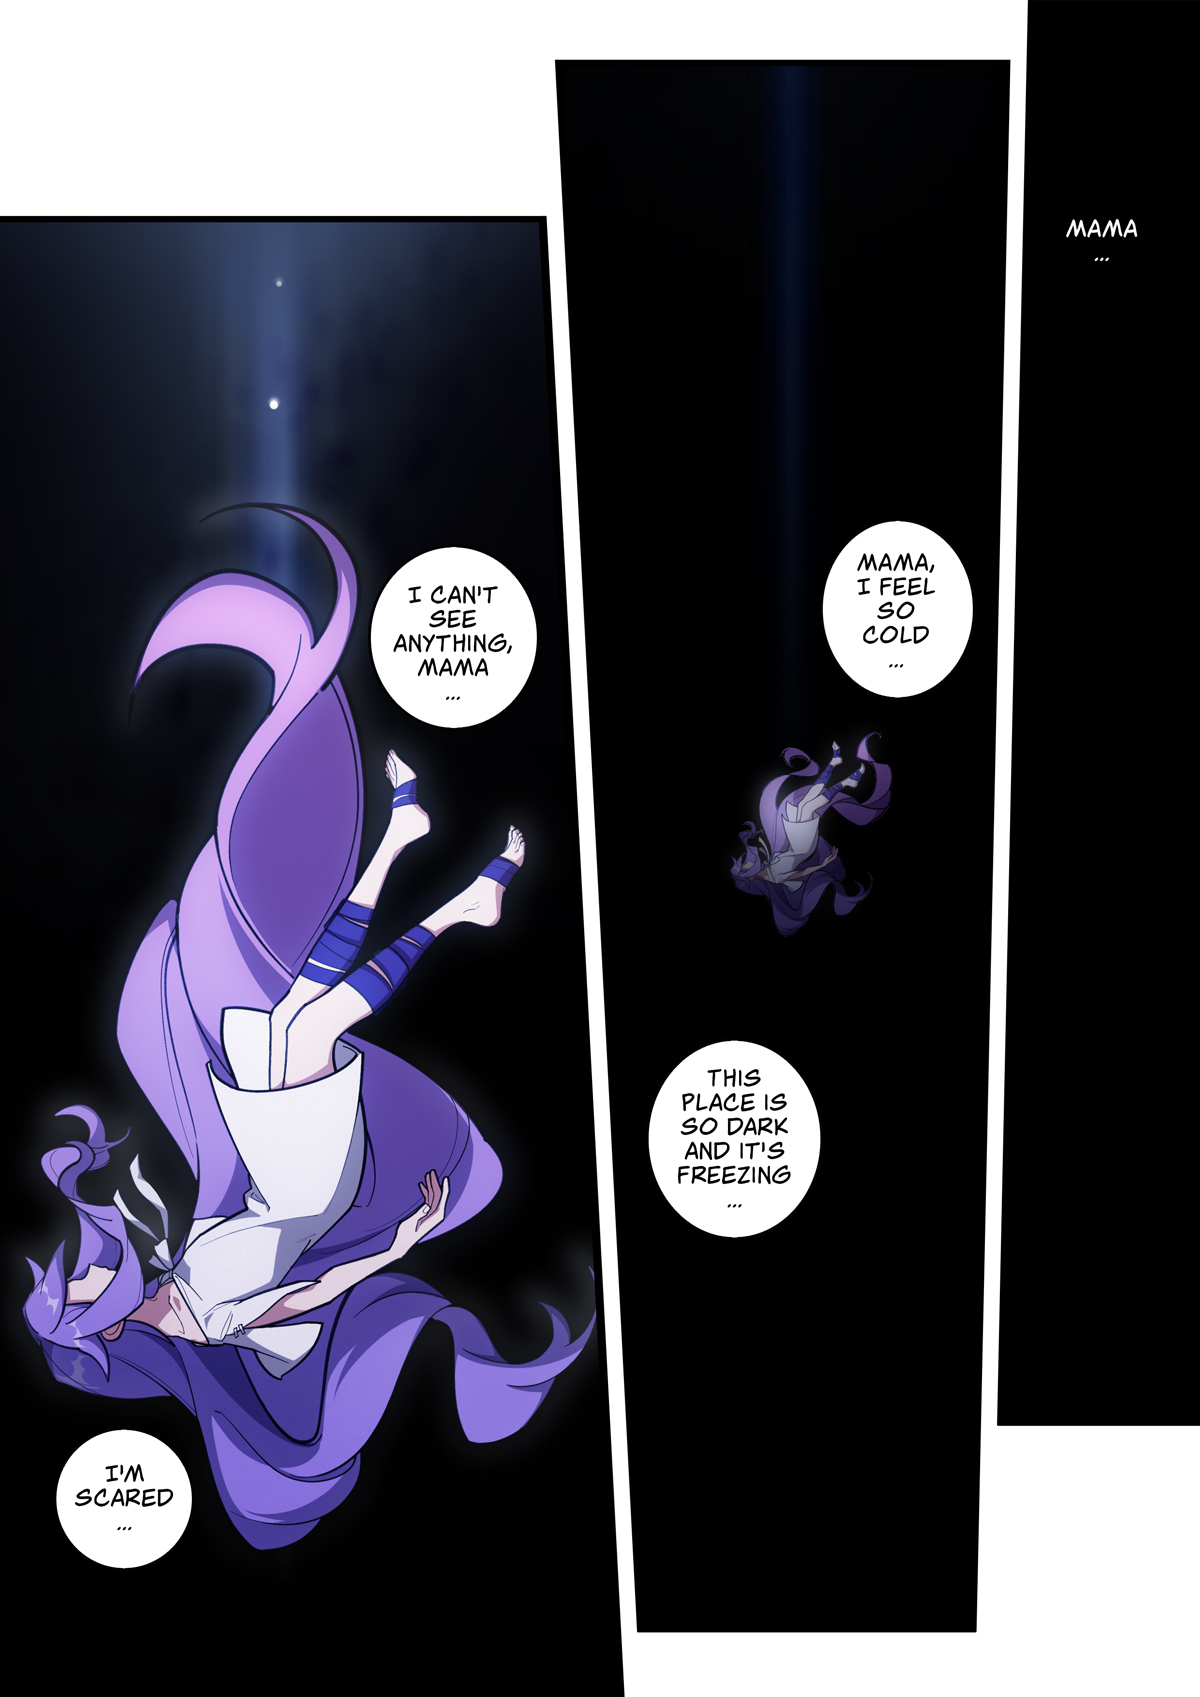 MAMA
...
MAMA,
I FEEL
SO
COLD
...
THIS
PLACE IS
SO DARK
AND IT'S
FREEZING
...
I CAN'T
SEE
ANYTHING,
MAMA
...
I'M
SCARED
...